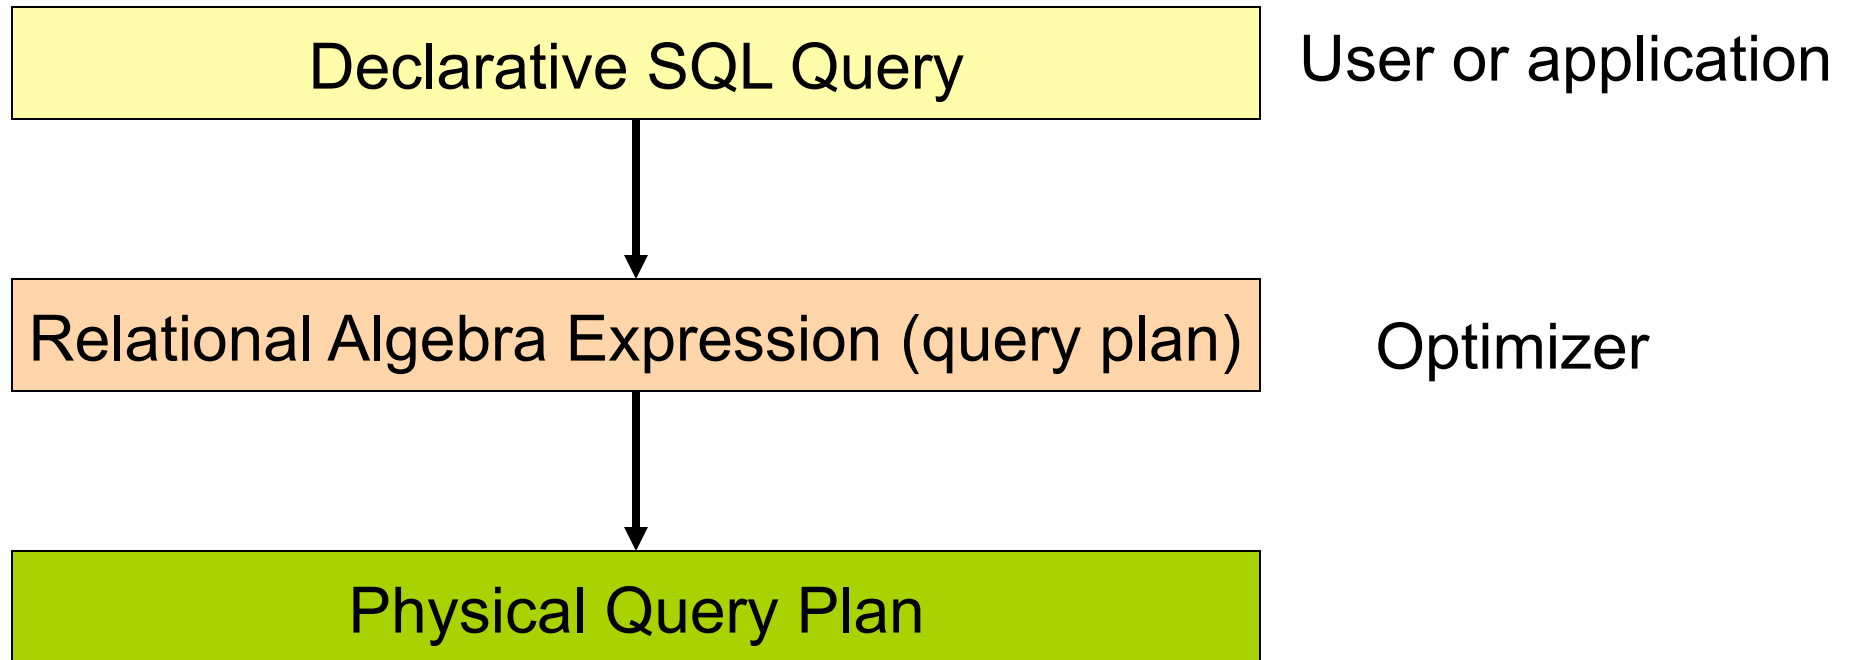 Declarative SQL Query
User or application
Relational Algebra Expression (query plan)
Optimizer
Physical Query Plan